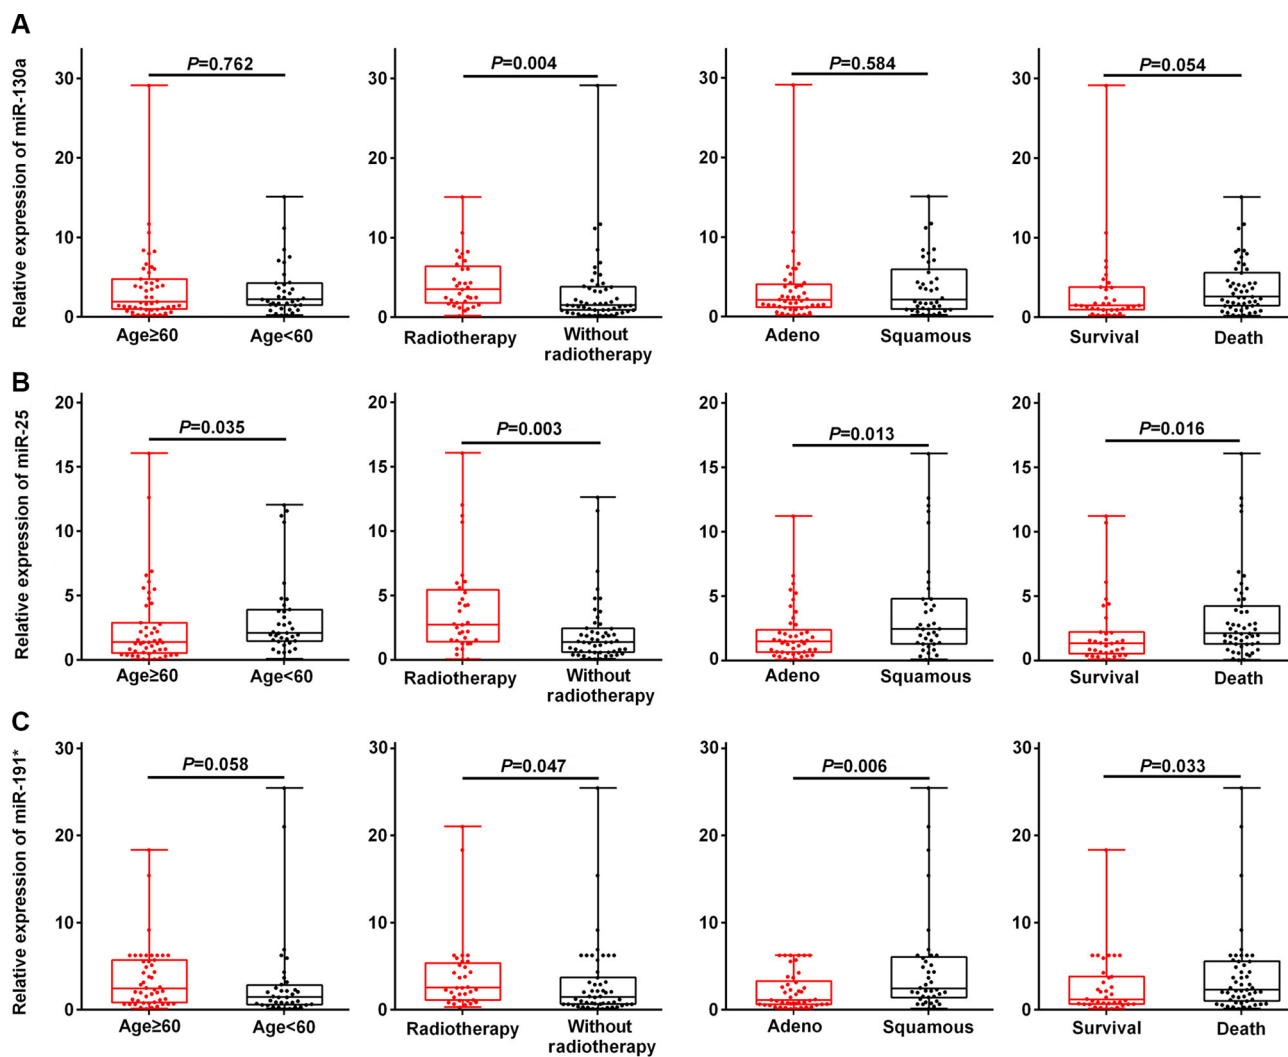 A
Relative expression of miR-130a
30
20
10
0
P=0.762
Age≥60
Age<60
30
20
10
0
P=0.004
Radiotherapy
Without
radiotherapy
30
20
10
0
P=0.584
Adeno
Squamous
30
20
10
0
P=0.054
Survival
Death
B
Relative expression of miR-25
20
15
10
5
0
P=0.035
Age≥60
Age<60
20
15
10
5
0
P=0.003
Radiotherapy
Without
radiotherapy
20
15
10
5
0
P=0.013
Adeno
Squamous
20
15
10
5
0
P=0.016
Survival
Death
C
Relative expression of miR-191*
30
20
10
0
P=0.058
Age≥60
Age<60
30
20
10
0
P=0.047
Radiotherapy
Without
radiotherapy
30
20
10
0
P=0.006
Adeno
Squamous
30
20
10
0
P=0.033
Survival
Death